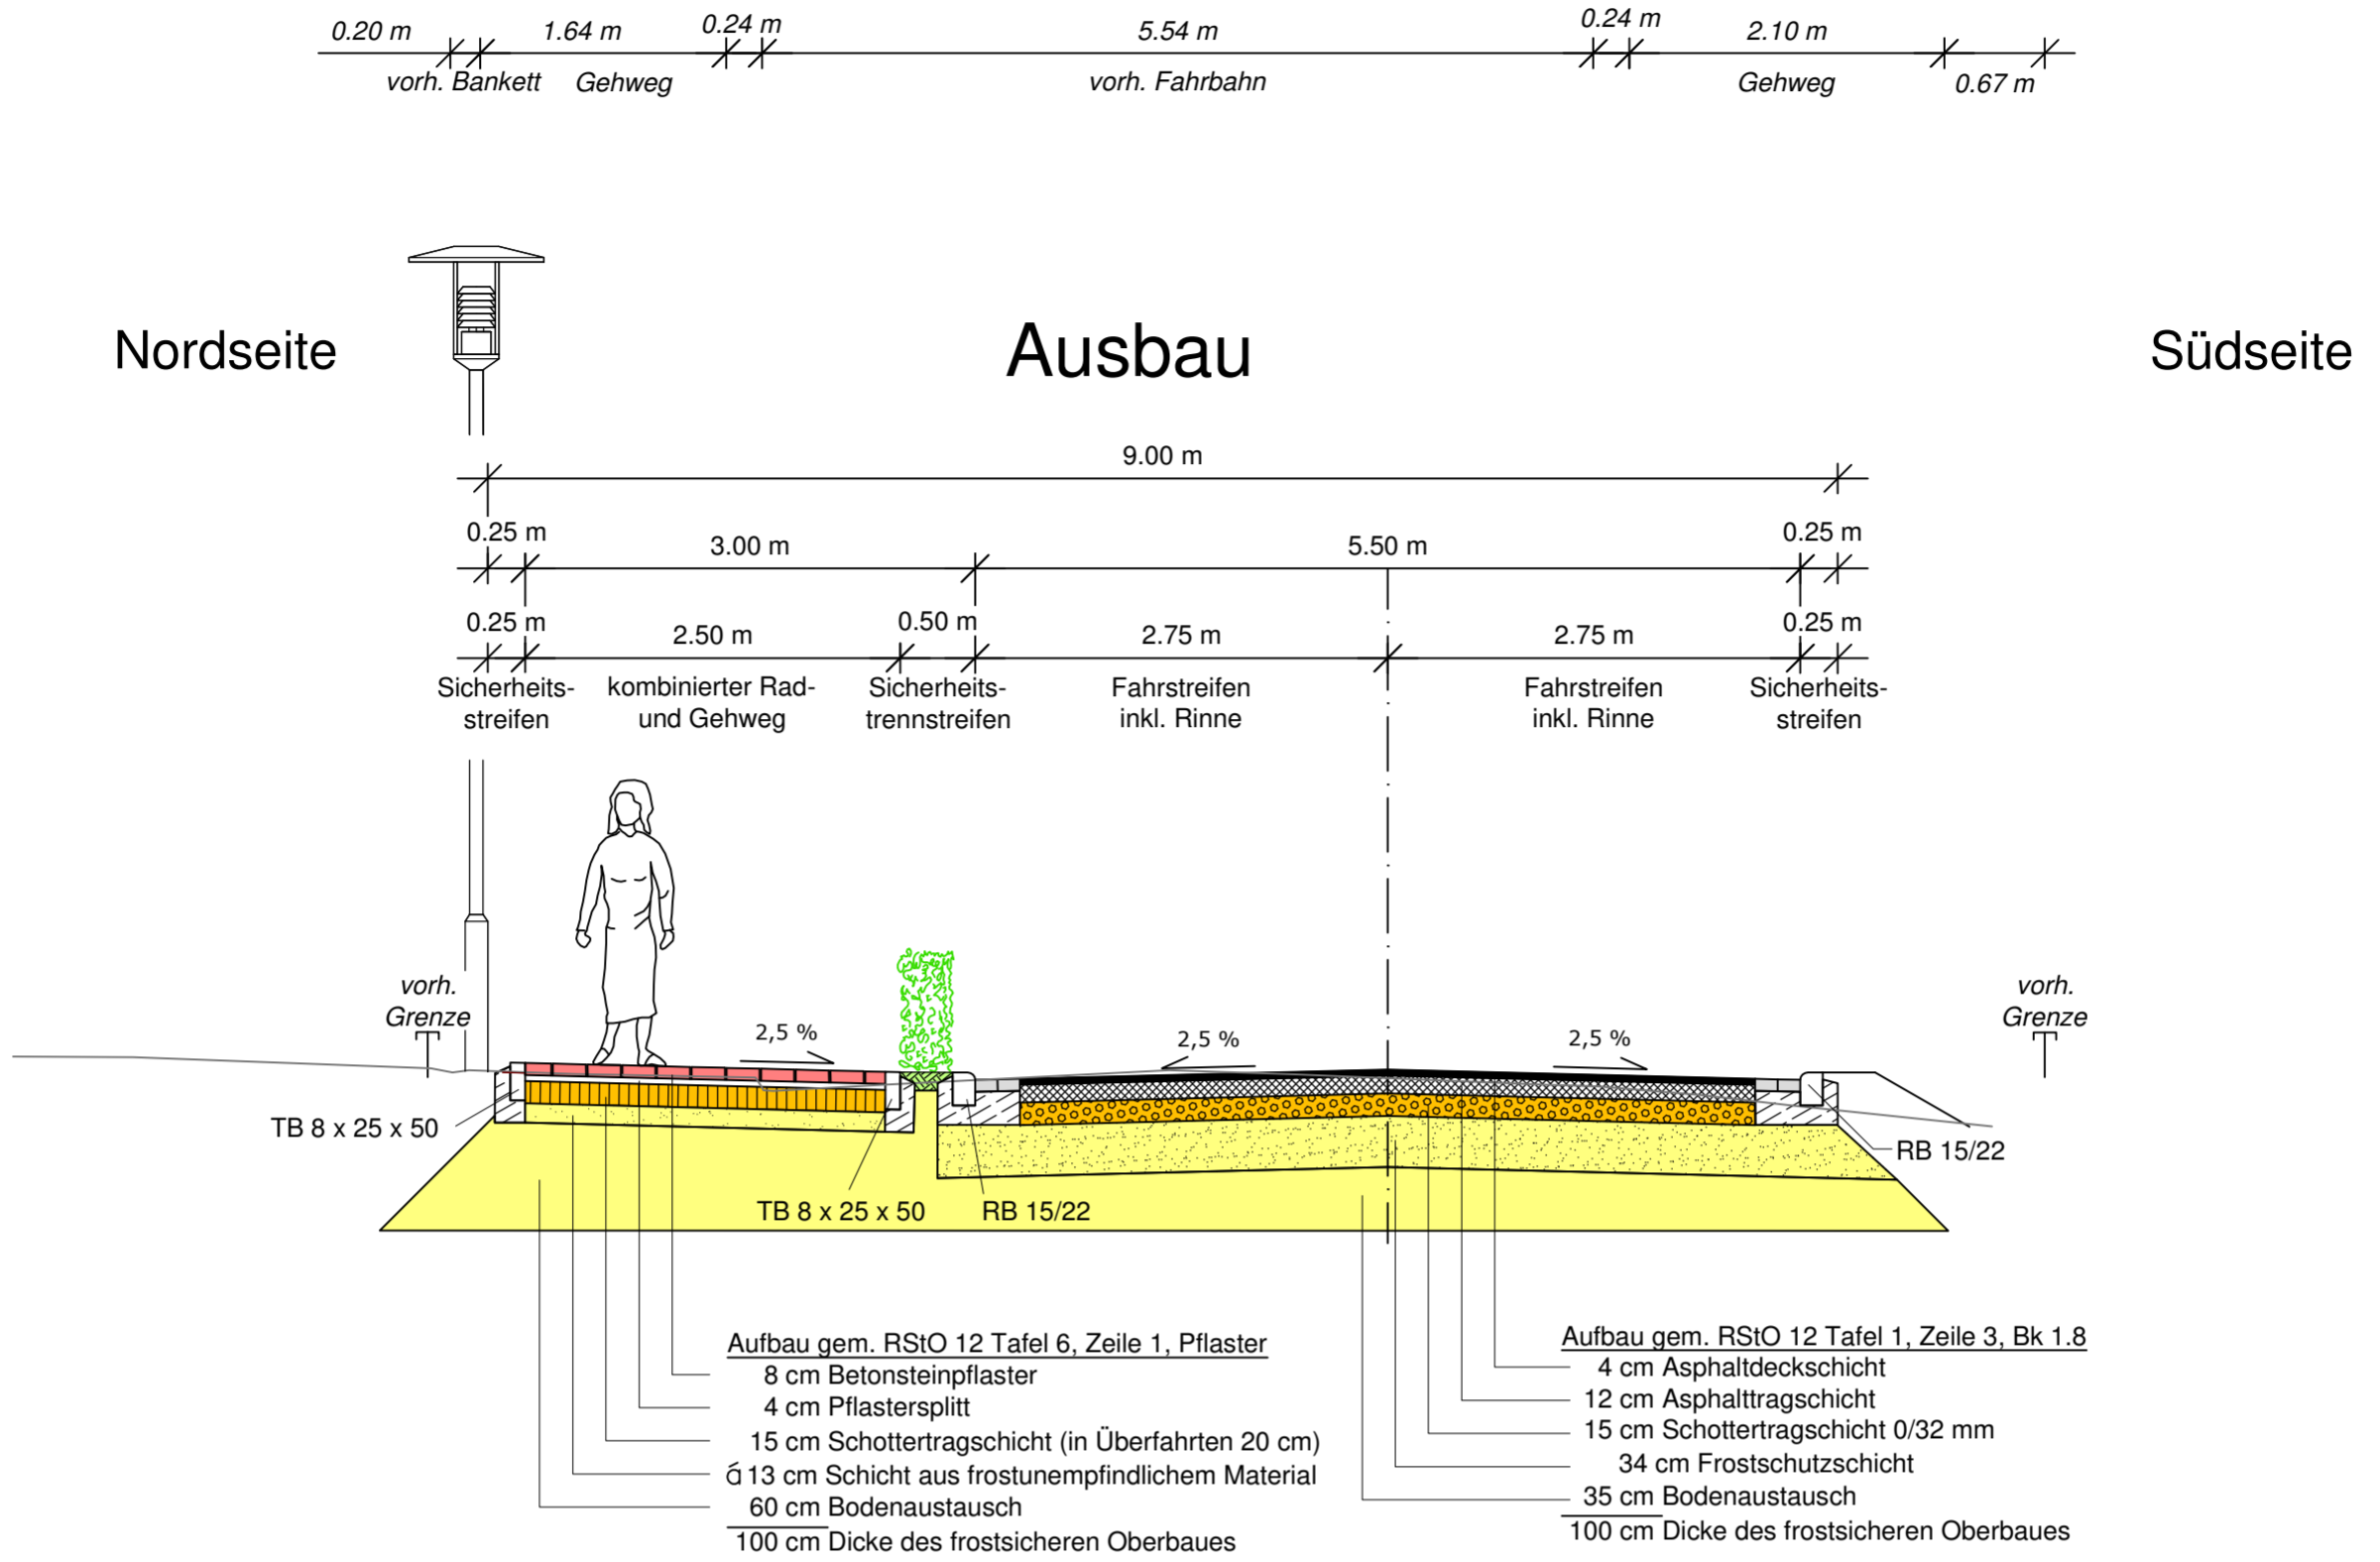 0.20 m 1.64 m 0.24 m 5.54 m 0.24 m 2.10 m
vorh. Bankett Gehweg vorh. Fahrbahn Gehweg 0.67 m
Nordseite Ausbau Südseite
9.00 m
0.25 m 3.00 m 5.50 m 0.25 m
0.25 m 2.50 m 0.50 m 2.75 m 2.75 m 0.25 m
Sicherheits- kombinierter Rad- Sicherheits- Fahrstreifen Fahrstreifen Sicherheits-
streifen und Gehweg trennstreifen inkl. Rinne inkl. Rinne streifen
vorh. vorh.
Grenze Grenze
2,5 % 2,5 % 2,5 %
TB 8 x 25 x 50
RB 15/22
TB 8 x 25 x 50 RB 15/22
Aufbau gem. RStO 12 Tafel 6, Zeile 1, Pflaster
8 cm Betonsteinpflaster
4 cm Pflastersplitt
15 cm Schottertragschicht (in Überfahrten 20 cm)
á 13 cm Schicht aus frostunempfindlichem Material
60 cm Bodenaustausch
100 cm Dicke des frostsicheren Oberbaues
Aufbau gem. RStO 12 Tafel 1, Zeile 3, Bk 1.8
4 cm Asphaltdeckschicht
12 cm Asphalttragschicht
15 cm Schottertragschicht 0/32 mm
34 cm Frostschutzschicht
35 cm Bodenaustausch
100 cm Dicke des frostsicheren Oberbaues